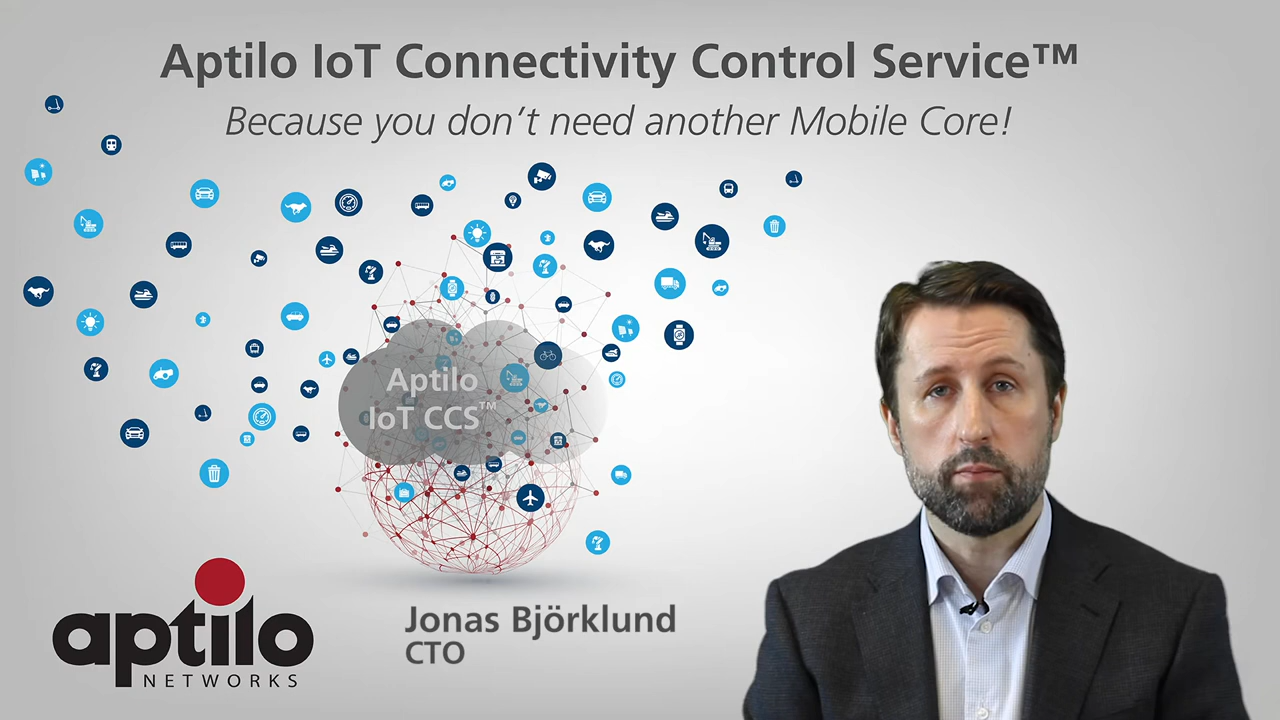 Aptilo IoT Connectivity Control Service™
Because you don't need another Mobile Core!
Aptilo
IoT CCS™
aptilo
NETWORKS
Jonas Björklund
CTO